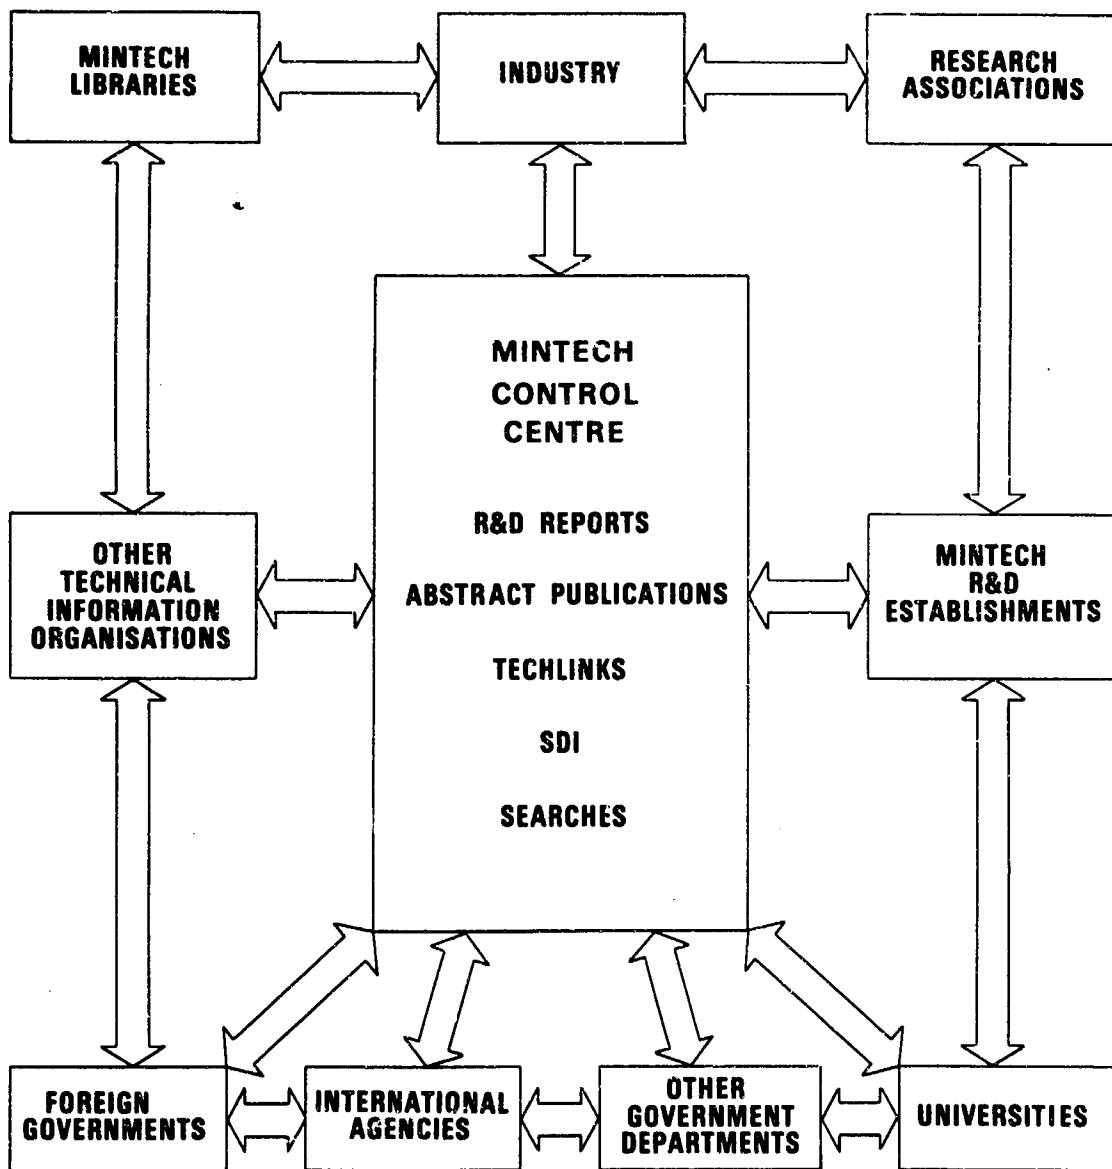 MINTECH
LIBRARIES
INDUSTRY
RESEARCH
ASSOCIATIONS
MINTECH
CONTROL
CENTRE
R&D REPORTS
ABSTRACT PUBLICATIONS
TECHLINKS
SDI
SEARCHES
OTHER
TECHNICAL
INFORMATION
ORGANISATIONS
MINTECH
R&D
ESTABLISHMENTS
FOREIGN
GOVERNMENTS
INTERNATIONAL
AGENCIES
OTHER
GOVERNMENT
DEPARTMENTS
UNIVERSITIES